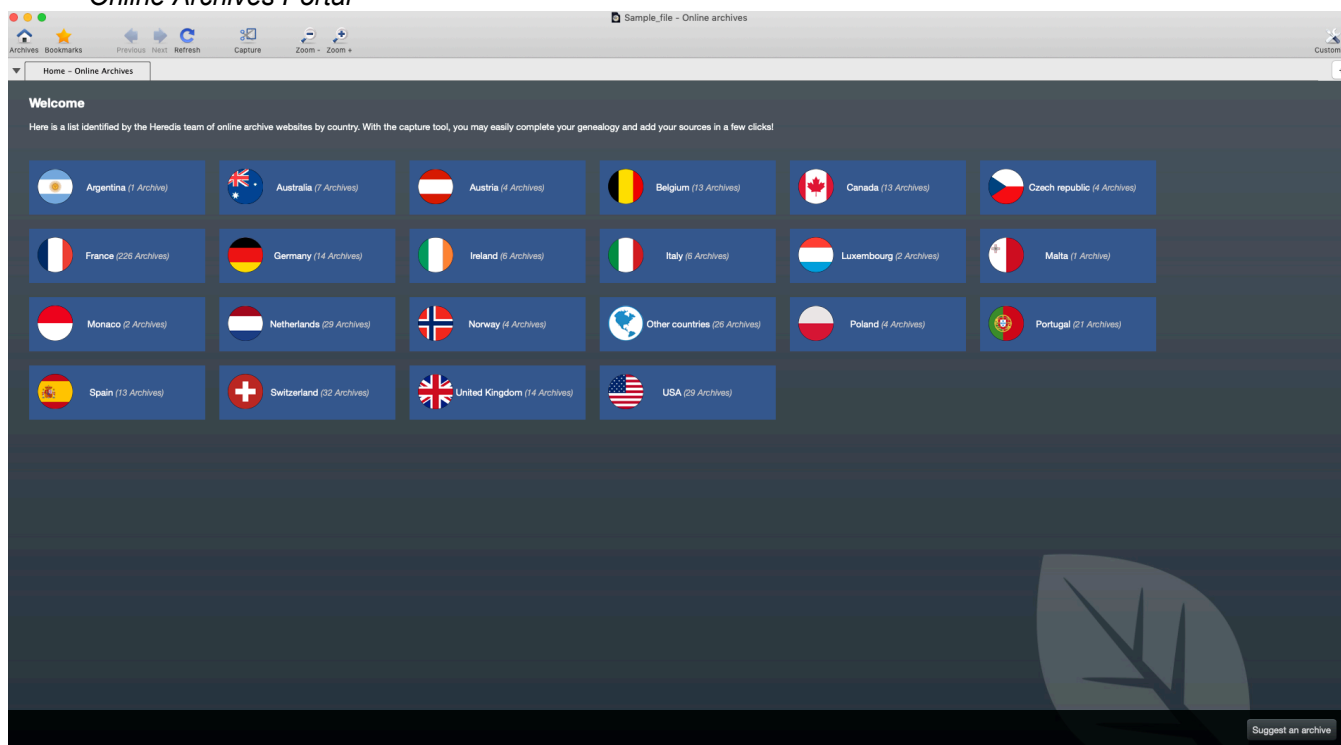 Online Archives Portal
Sample_file - Online archives
Archives Bookmarks Previous Next Refresh Capture Zoom - Zoom + Custom
Home - Online Archives
Welcome
Here is a list identified by the Heredis team of online archive websites by country. With the capture tool, you may easily complete your genealogy and add your sources in a few clicks!
Argentina (1 Archive) Australia (7 Archives) Austria (4 Archives) Belgium (13 Archives) Canada (13 Archives) Czech republic (4 Archives)
France (226 Archives) Germany (14 Archives) Ireland (6 Archives) Italy (6 Archives) Luxembourg (2 Archives) Malta (1 Archive)
Monaco (2 Archives) Netherlands (29 Archives) Norway (4 Archives) Other countries (26 Archives) Poland (4 Archives) Portugal (21 Archives)
Spain (13 Archives) Switzerland (32 Archives) United Kingdom (14 Archives) USA (29 Archives)
Suggest an archive